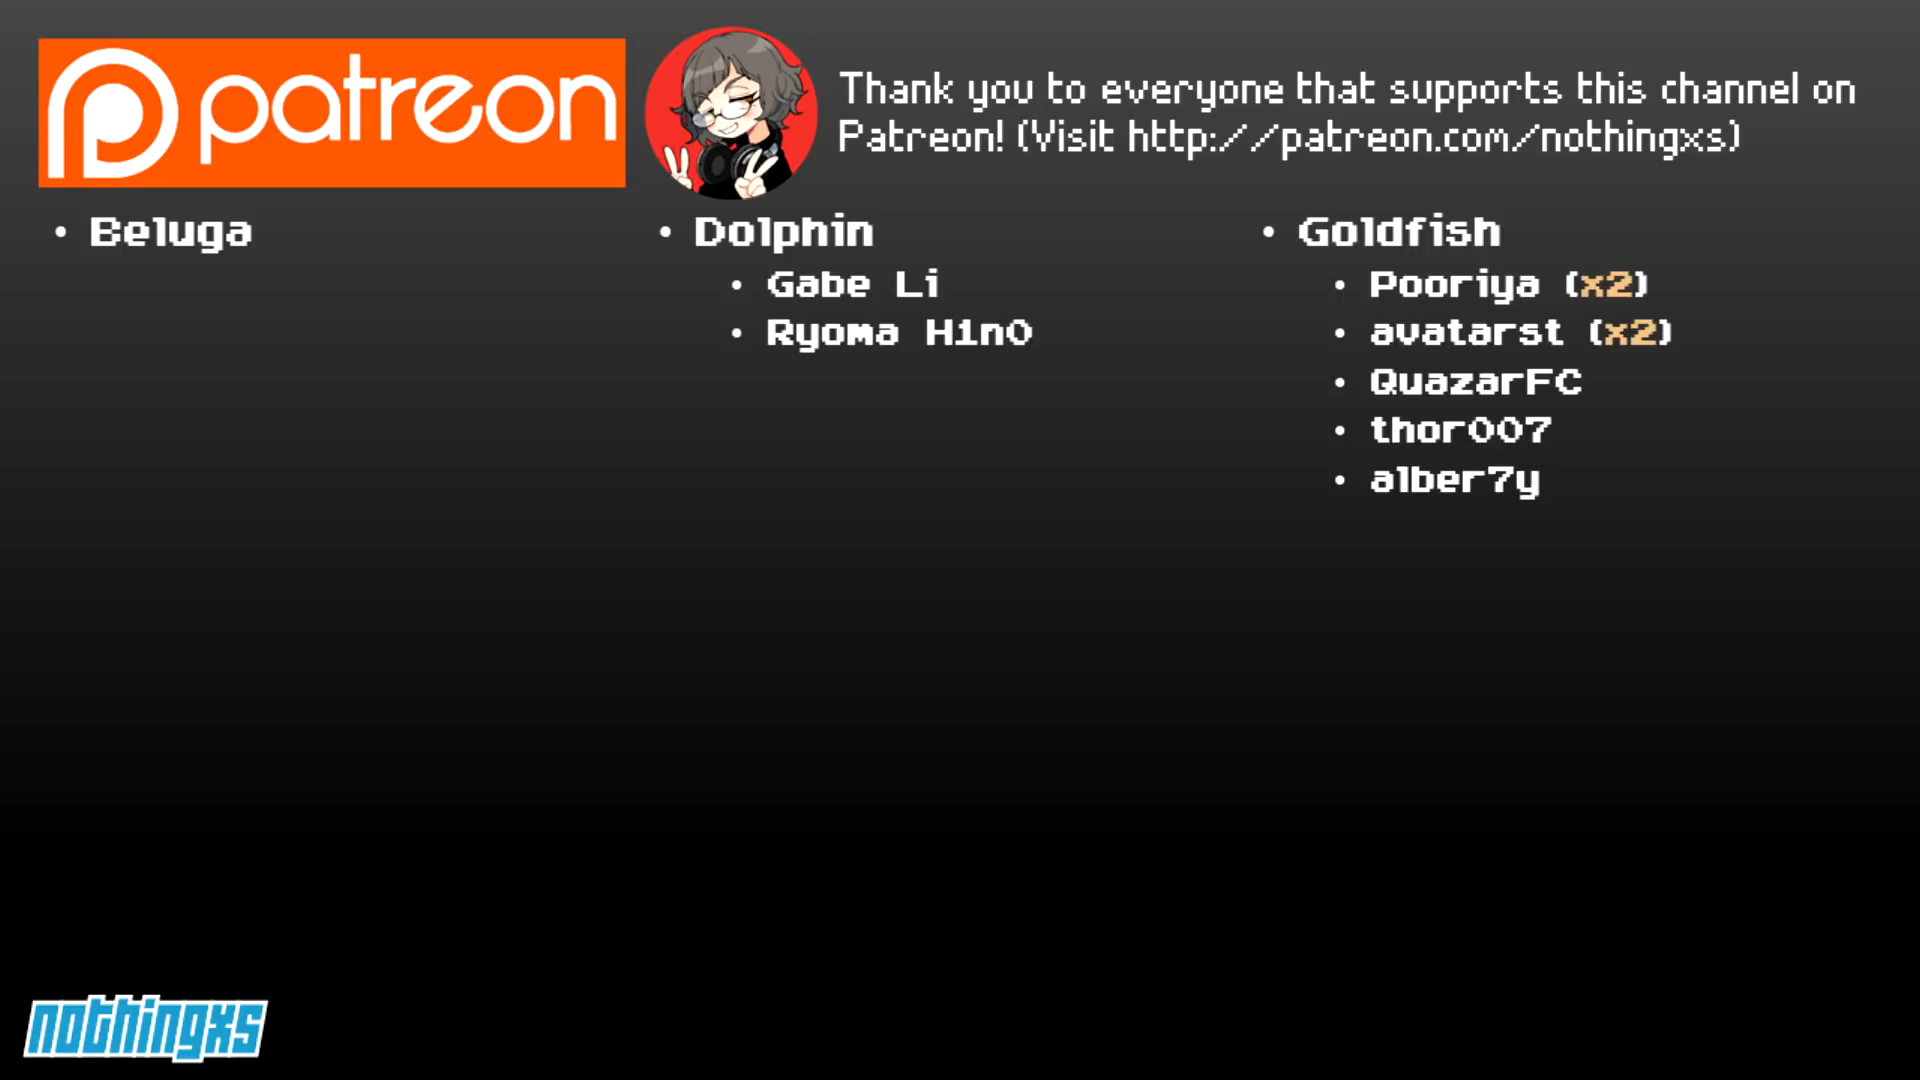 patreon
Thank you to everyone that supports this channel on
Patreon! (Visit http://patreon.com/nothingxs)
• Beluga
• Dolphin
• Gabe Li
• Ryoma H1n0
• Goldfish
• Pooriya (x2)
• avatarst (x2)
• QuazarFC
• thor007
• alber7y
nothingxs